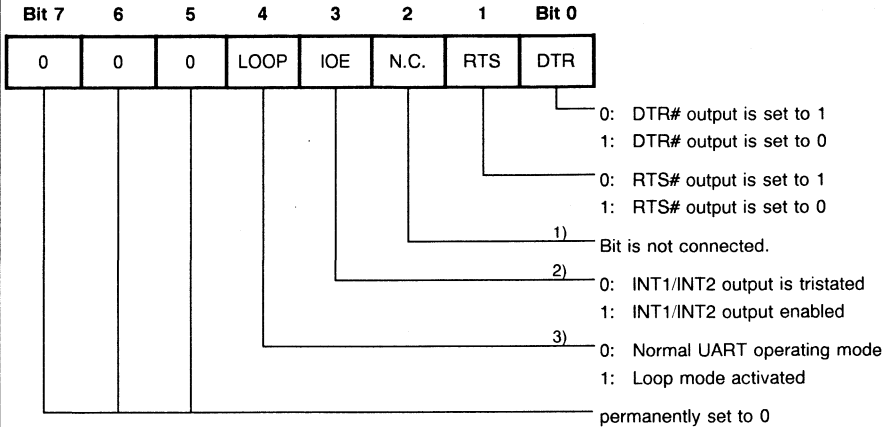 Bit 7 6 5 4 3 2 1 Bit 0
0 0 0 LOOP IOE N.C. RTS DTR
0: DTR# output is set to 1
1: DTR# output is set to 0
0: RTS# output is set to 1
1: RTS# output is set to 0
1) Bit is not connected.
2) 0: INT1/INT2 output is tristated
1: INT1/INT2 output enabled
3) 0: Normal UART operating mode
1: Loop mode activated
permanently set to 0